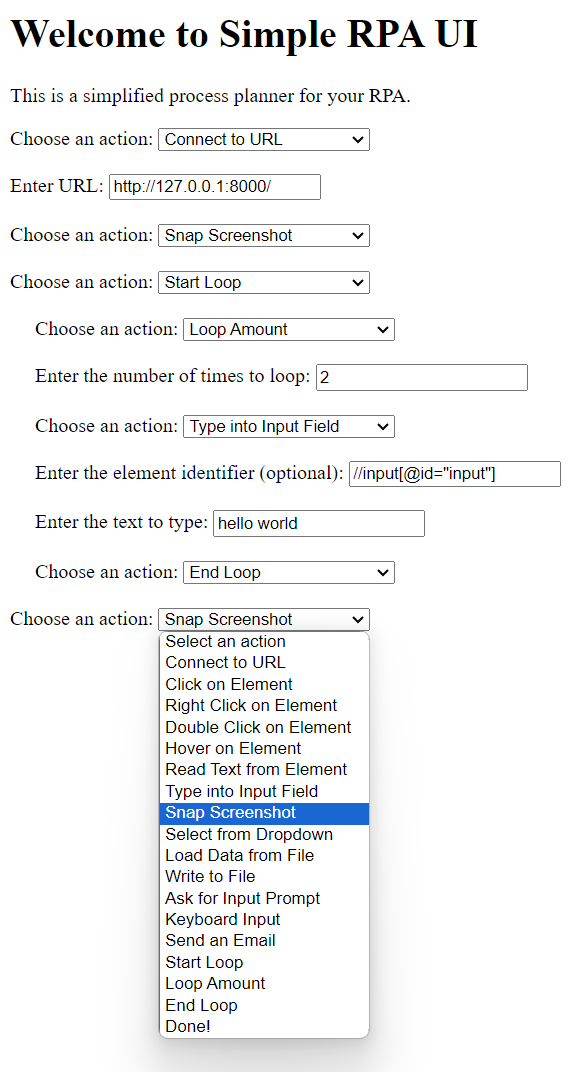 Welcome to Simple RPA UI
This is a simplified process planner for your RPA.
Choose an action: Connect to URL
Enter URL: http://127.0.0.1:8000/
Choose an action: Snap Screenshot
Choose an action: Start Loop
Choose an action: Loop Amount
Enter the number of times to loop: 2
Choose an action: Type into Input Field
Enter the element identifier (optional): //input[@id="input"]
Enter the text to type: hello world
Choose an action: End Loop
Choose an action: Snap Screenshot
Select an action
Connect to URL
Click on Element
Right Click on Element
Double Click on Element
Hover on Element
Read Text from Element
Type into Input Field
Snap Screenshot
Select from Dropdown
Load Data from File
Write to File
Ask for Input Prompt
Keyboard Input
Send an Email
Start Loop
Loop Amount
End Loop
Done!